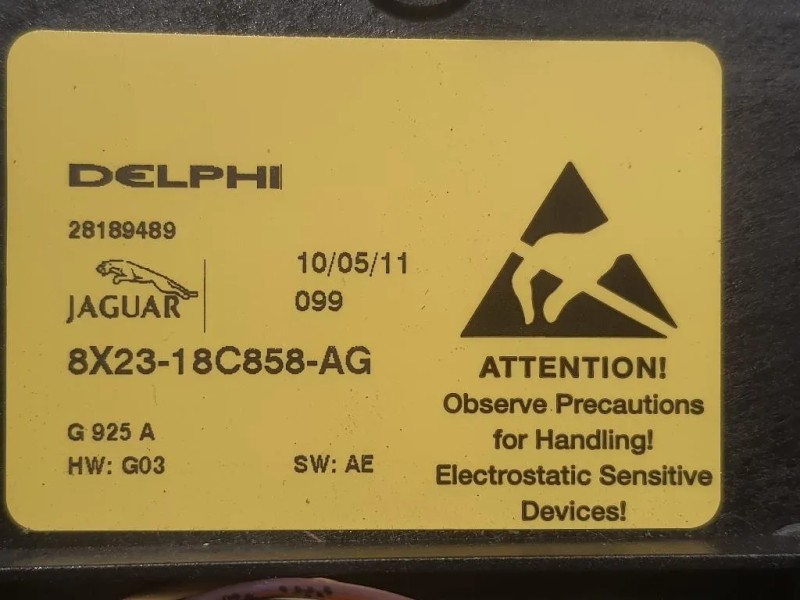 DELPHI
28189489
JAGUAR
10/05/11
099
8X23-18C858-AG
G 925 A
HW: G03 SW: AE
ATTENTION!
Observe Precautions
for Handling!
Electrostatic Sensitive
Devices!